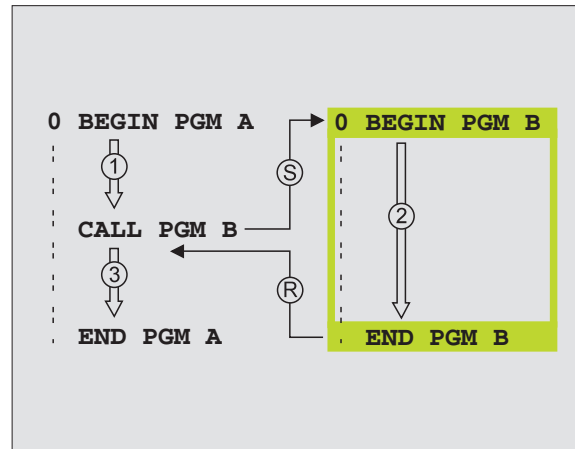 0 BEGIN PGM A
1
CALL PGM B
3
END PGM A
S
R
0 BEGIN PGM B
2
END PGM B